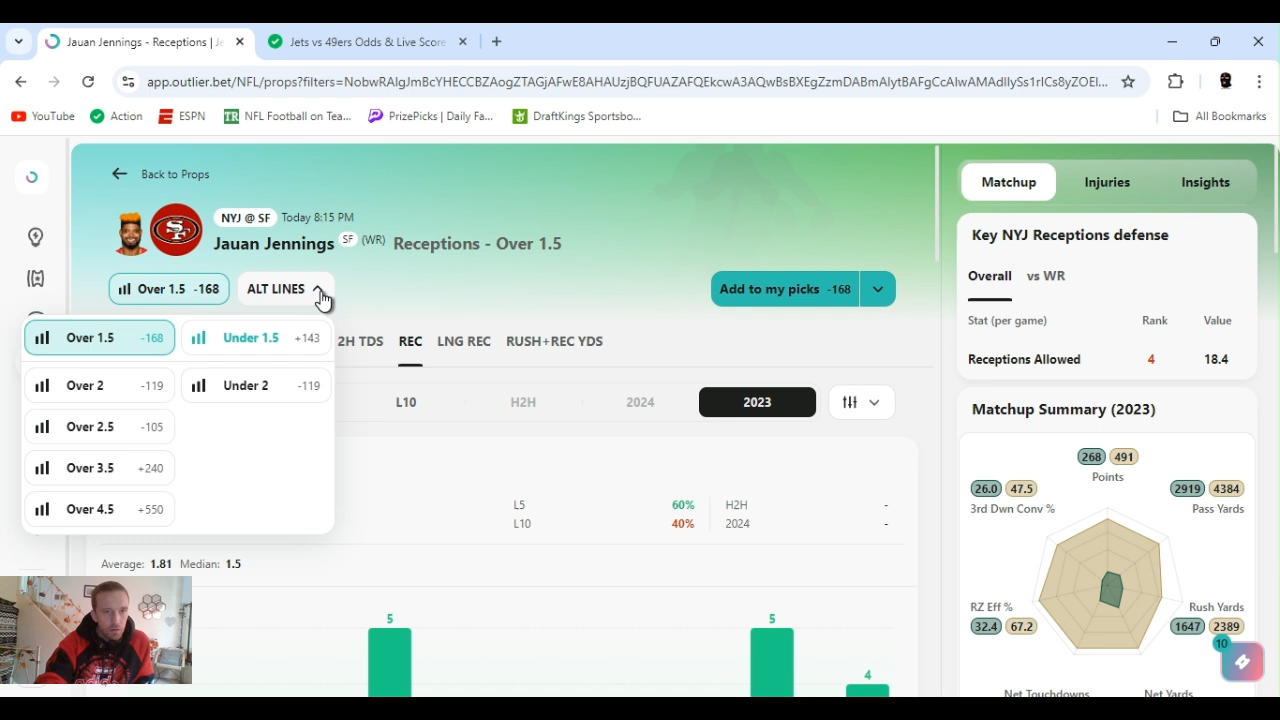 Jauan Jennings - Receptions | Je
Jets vs 49ers Odds & Live Score
app.outlier.bet/NFL/props?filters=
YouTube
Action
ESPN
NFL Football on Tea...
PrizePicks | Daily Fa...
DraftKings Sportsbo...
All Bookmarks
Back to Props
NYJ @ SF Today 8:15 PM
Jauan Jennings SF (WR) Receptions - Over 1.5
Over 1.5 -168
ALT LINES
Add to my picks -168
Over 1.5 -168
Under 1.5 +143
Over 2 -119
Under 2 -119
Over 2.5 -105
Over 3.5 +240
Over 4.5 +550
2H TDS REC LNG REC RUSH+REC YDS
L10 H2H 2024 2023
L5 60% H2H -
L10 40% 2024 -
Average: 1.81 Median: 1.5
5
5
4
Matchup Injuries Insights
Key NYJ Receptions defense
Overall vs WR
Stat (per game) Rank Value
Receptions Allowed 4 18.4
Matchup Summary (2023)
268 491
Points
26.0 47.5
3rd Dwn Conv %
2919 4384
Pass Yards
RZ Eff %
32.4 67.2
Rush Yards
1647 2389
10
Net Touchdowns Net Yards